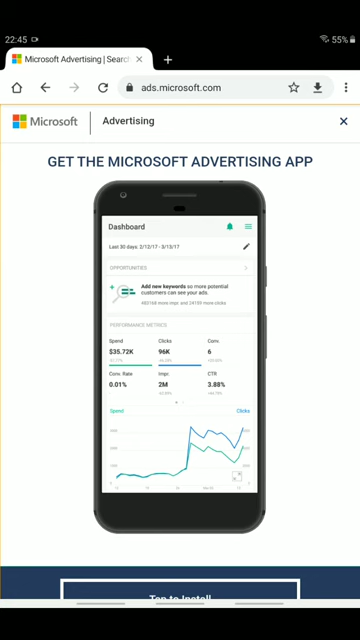 22:45
55%
Microsoft Advertising | Search
ads.microsoft.com
Microsoft
Advertising
GET THE MICROSOFT ADVERTISING APP
Dashboard
Last 30 days: 2/12/17 - 3/13/17
OPPORTUNITIES
Add new keywords so more potential
customers can see your ads.
PERFORMANCE METRICS
Spend Clicks Conv.
$35.72K 96K 6
Conv. Rate Impr. CTR
0.01% 2M 3.88%
Spend Clicks
Tap to Install